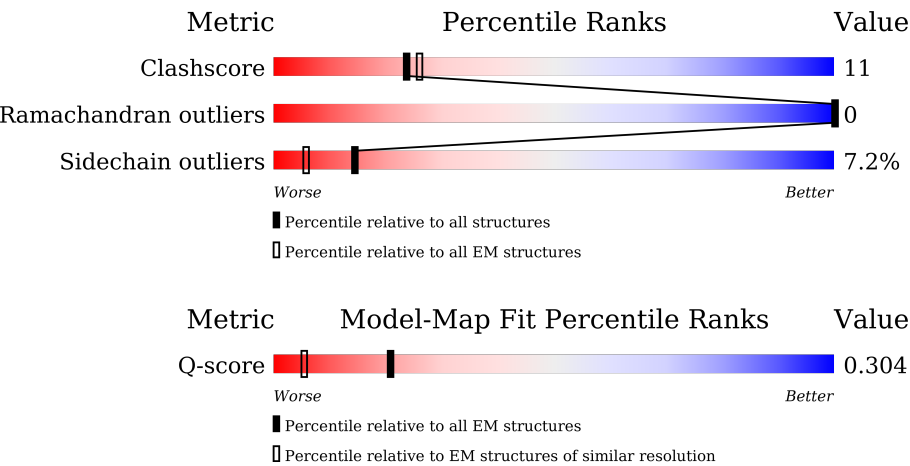 Metric Percentile Ranks Value
Clashscore 11
Ramachandran outliers 0
Sidechain outliers 7.2%
Worse Better
Percentile relative to all structures
Percentile relative to all EM structures
Metric Model-Map Fit Percentile Ranks Value
Q-score 0.304
Worse Better
Percentile relative to all EM structures
Percentile relative to EM structures of similar resolution